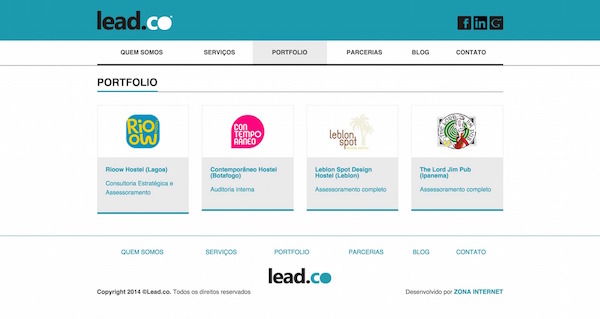 lead.co
QUEM SOMOS SERVIÇOS PORTFOLIO PARCERIAS BLOG CONTATO
PORTFOLIO
RiO
OW
CON
TEMPO
RÂNEO
leblon
spot
Rioow Hostel (Lagoa)
Consultoria Estratégica e
Assessoramento
Contemporâneo Hostel
(Botafogo)
Auditoria interna
Leblon Spot Design
Hostel (Leblon)
Assessoramento completo
The Lord Jim Pub
(Ipanema)
Assessoramento completo
QUEM SOMOS SERVIÇOS PORTFOLIO PARCERIAS BLOG CONTATO
lead.co
Copyright 2014 ©Lead.co. Todos os direitos reservados
Desenvolvido por ZONA INTERNET